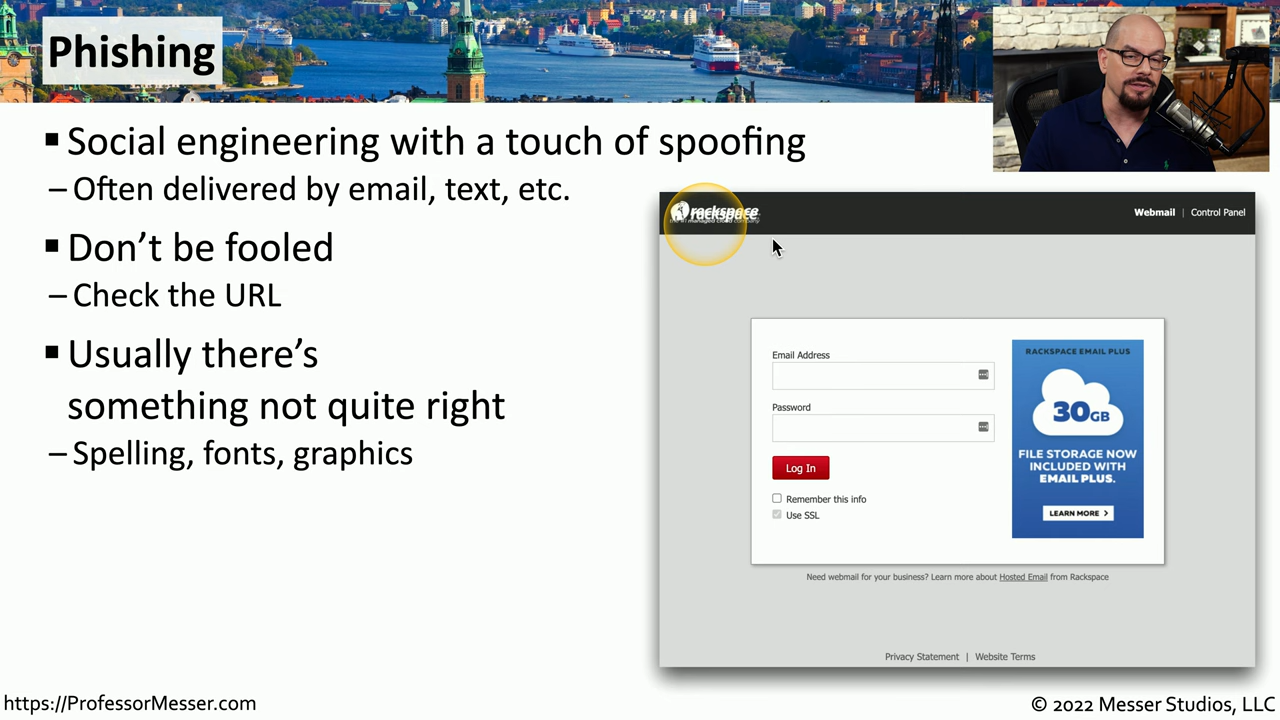 Phishing
▪ Social engineering with a touch of spoofing
– Often delivered by email, text, etc.
▪ Don’t be fooled
– Check the URL
▪ Usually there’s
something not quite right
– Spelling, fonts, graphics
rackspace
Webmail | Control Panel
Email Address
Password
Log In
Remember this info
Use SSL
RACKSPACE EMAIL PLUS
30GB
FILE STORAGE NOW
INCLUDED WITH
EMAIL PLUS.
LEARN MORE >
Need webmail for your business? Learn more about Hosted Email from Rackspace
Privacy Statement | Website Terms
https://ProfessorMesser.com
© 2022 Messer Studios, LLC